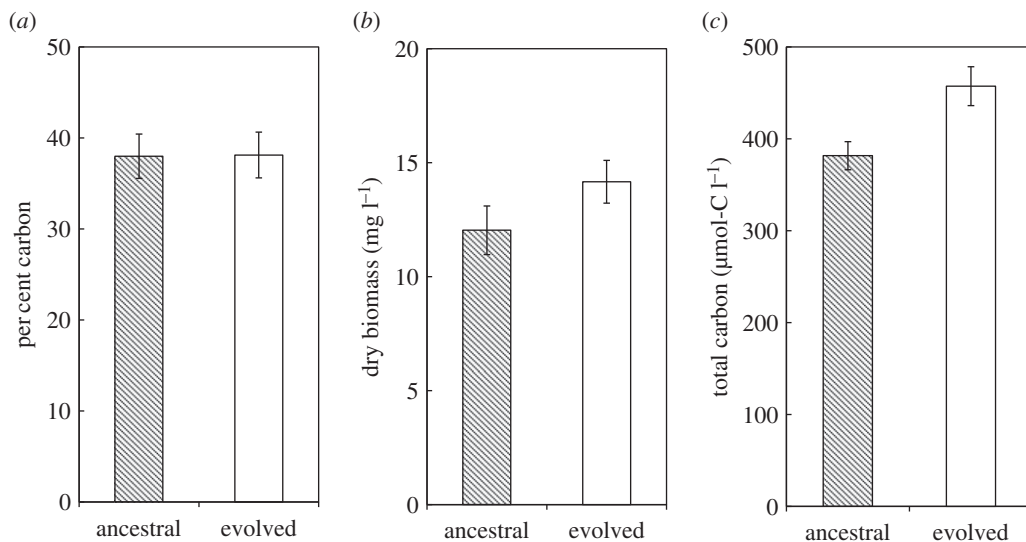 (a)
50
40
30
20
10
0
per cent carbon
ancestral evolved
(b)
20
15
10
5
0
dry biomass (mg l⁻¹)
ancestral evolved
(c)
500
400
300
200
100
0
total carbon (µmol-C l⁻¹)
ancestral evolved